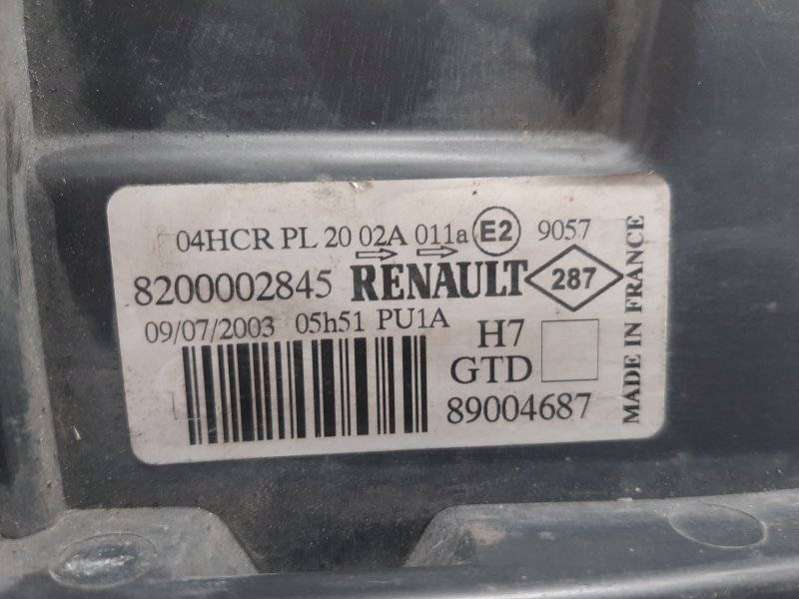 04HCR PL 20 02A 011a E2 9057
8200002845 RENAULT 287
09/07/2003 05h51 PU1A H7
GTD
89004687
MADE IN FRANCE